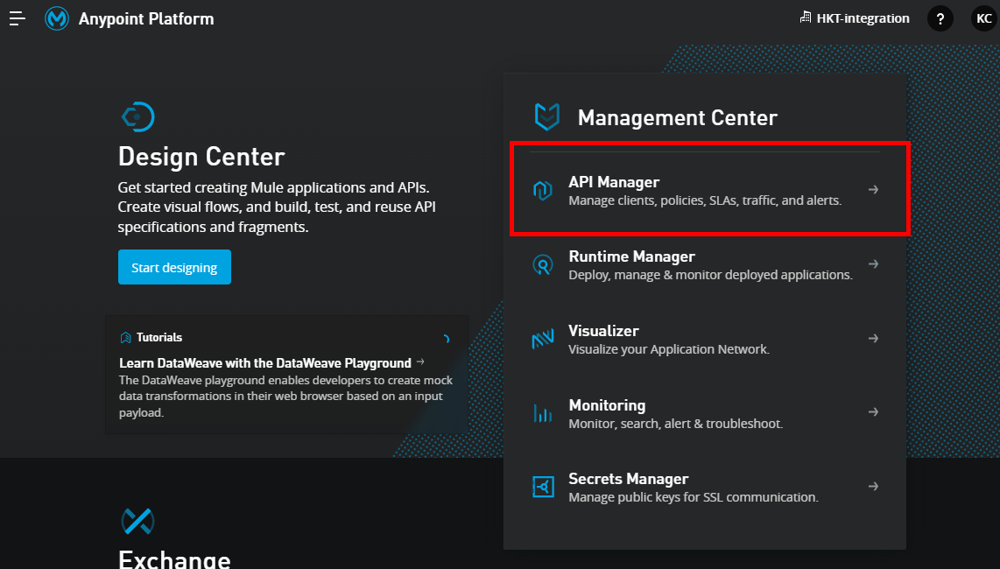 Anypoint Platform
HKT-integration
?
KC
Design Center
Get started creating Mule applications and APIs.
Create visual flows, and build, test, and reuse API
specifications and fragments.
Start designing
Tutorials
Learn DataWeave with the DataWeave Playground →
The DataWeave playground enables developers to create mock
data transformations in their web browser based on an input
payload.
Exchange
Management Center
API Manager
Manage clients, policies, SLAs, traffic, and alerts.
Runtime Manager
Deploy, manage & monitor deployed applications.
Visualizer
Visualize your Application Network.
Monitoring
Monitor, search, alert & troubleshoot.
Secrets Manager
Manage public keys for SSL communication.